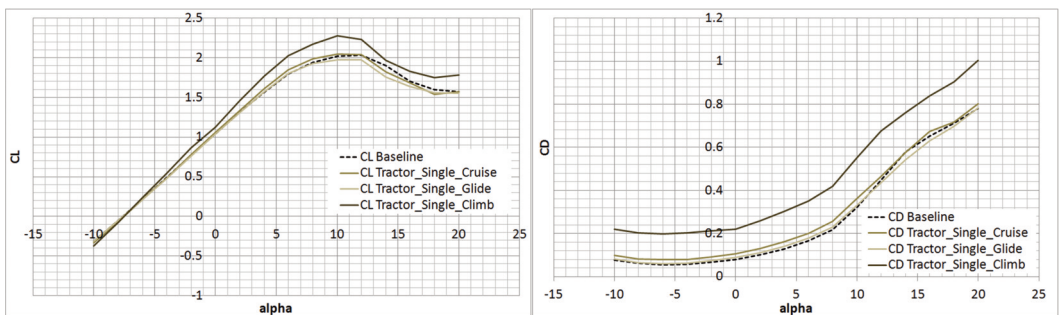 2.5
2
1.5
1
0.5
0
-0.5
-1
-15 -10 -5 0 5 10 15 20 25
CL
alpha
CL Baseline
CL Tractor_Single_Cruise
CL Tractor_Single_Glide
CL Tractor_Single_Climb
1.2
1
0.8
0.6
0.4
0.2
0
-15 -10 -5 0 5 10 15 20 25
CD
alpha
CD Baseline
CD Tractor_Single_Cruise
CD Tractor_Single_Glide
CD Tractor_Single_Climb